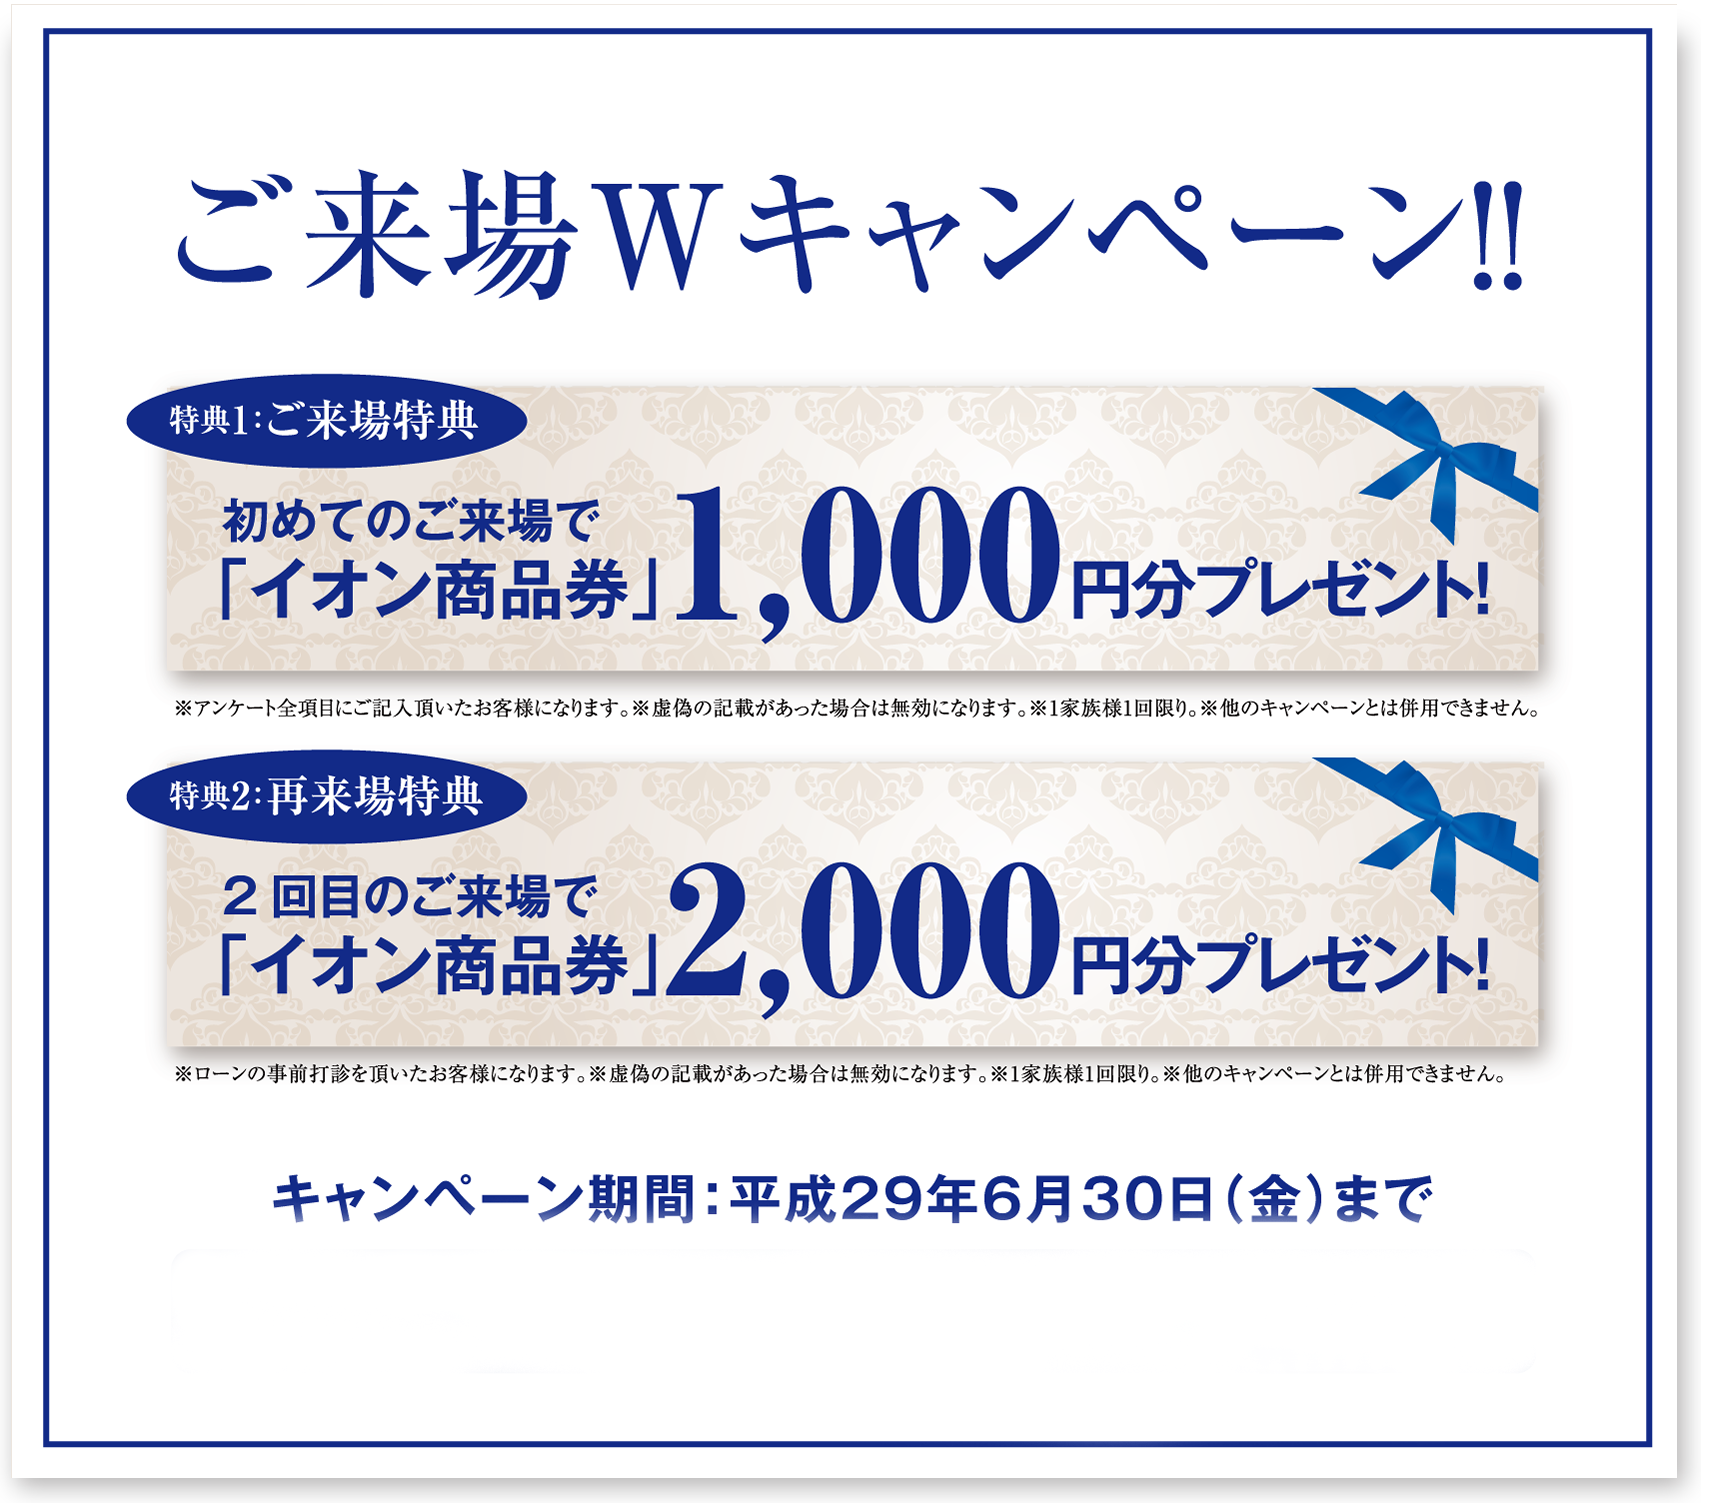 ご来場Wキャンペーン!!
特典1:ご来場特典
初めてのご来場で
「イオン商品券」1,000円分プレゼント!
※アンケート全項目にご記入頂いたお客様になります。※虚偽の記載があった場合は無効になります。※1家族様1回限り。※他のキャンペーンとは併用できません。
特典2:再来場特典
2回目のご来場で
「イオン商品券」2,000円分プレゼント!
※ローンの事前打診を頂いたお客様になります。※虚偽の記載があった場合は無効になります。※1家族様1回限り。※他のキャンペーンとは併用できません。
キャンペーン期間:平成29年6月30日(金)まで